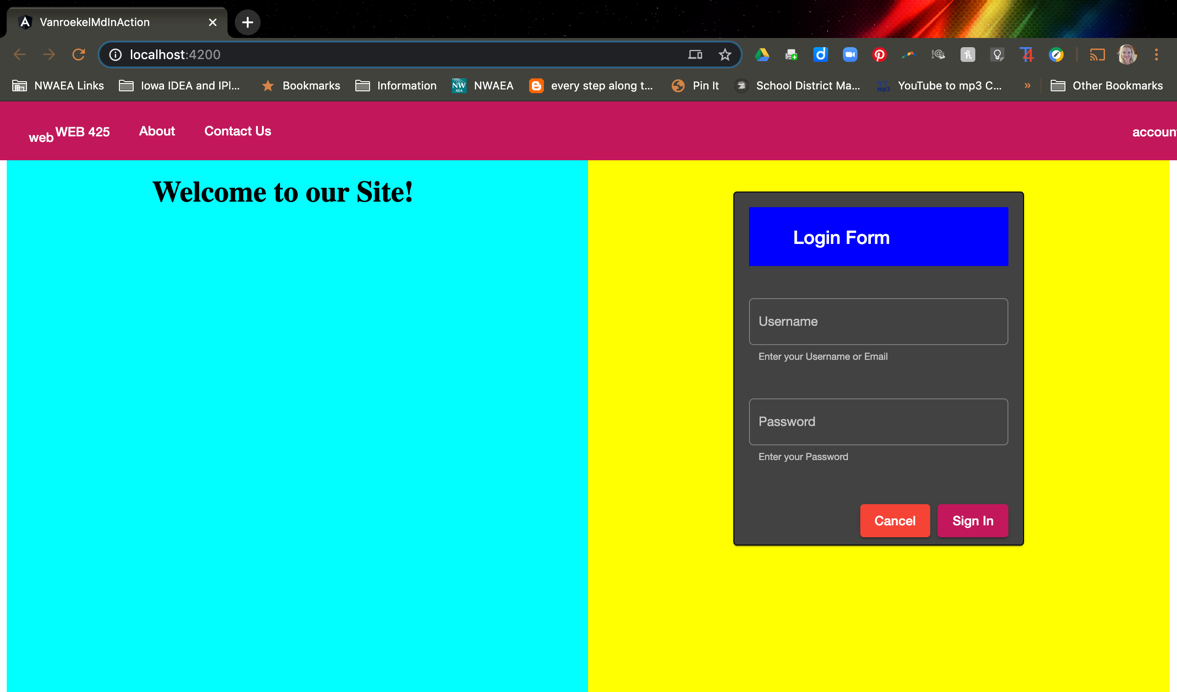 VanroekelMdInAction
localhost:4200
NWAEA Links
Iowa IDEA and IPI...
Bookmarks
Information
NW
NWAEA
every step along t...
Pin It
School District Ma...
YouTube to mp3 C...
»
Other Bookmarks
web WEB 425
About
Contact Us
accoun
Welcome to our Site!
Login Form
Username
Enter your Username or Email
Password
Enter your Password
Cancel
Sign In